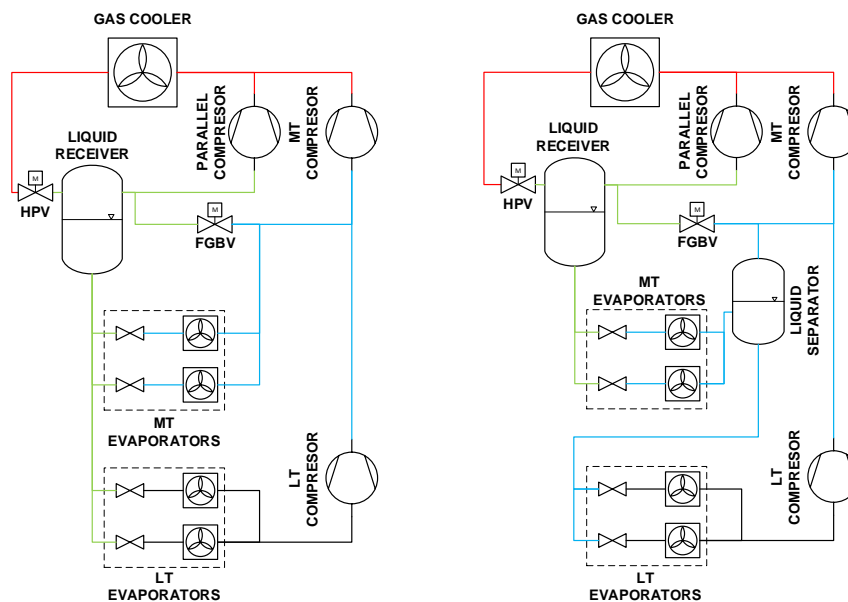 GAS COOLER
PARALLEL
COMPRESOR
MT
COMPRESOR
LIQUID
RECEIVER
M
HPV
M
FGBV
MT
EVAPORATORS
LT
COMPRESOR
LT
EVAPORATORS
GAS COOLER
PARALLEL
COMPRESOR
MT
COMPRESOR
LIQUID
RECEIVER
M
HPV
M
FGBV
MT
EVAPORATORS
LIQUID
SEPARATOR
LT
COMPRESOR
LT
EVAPORATORS